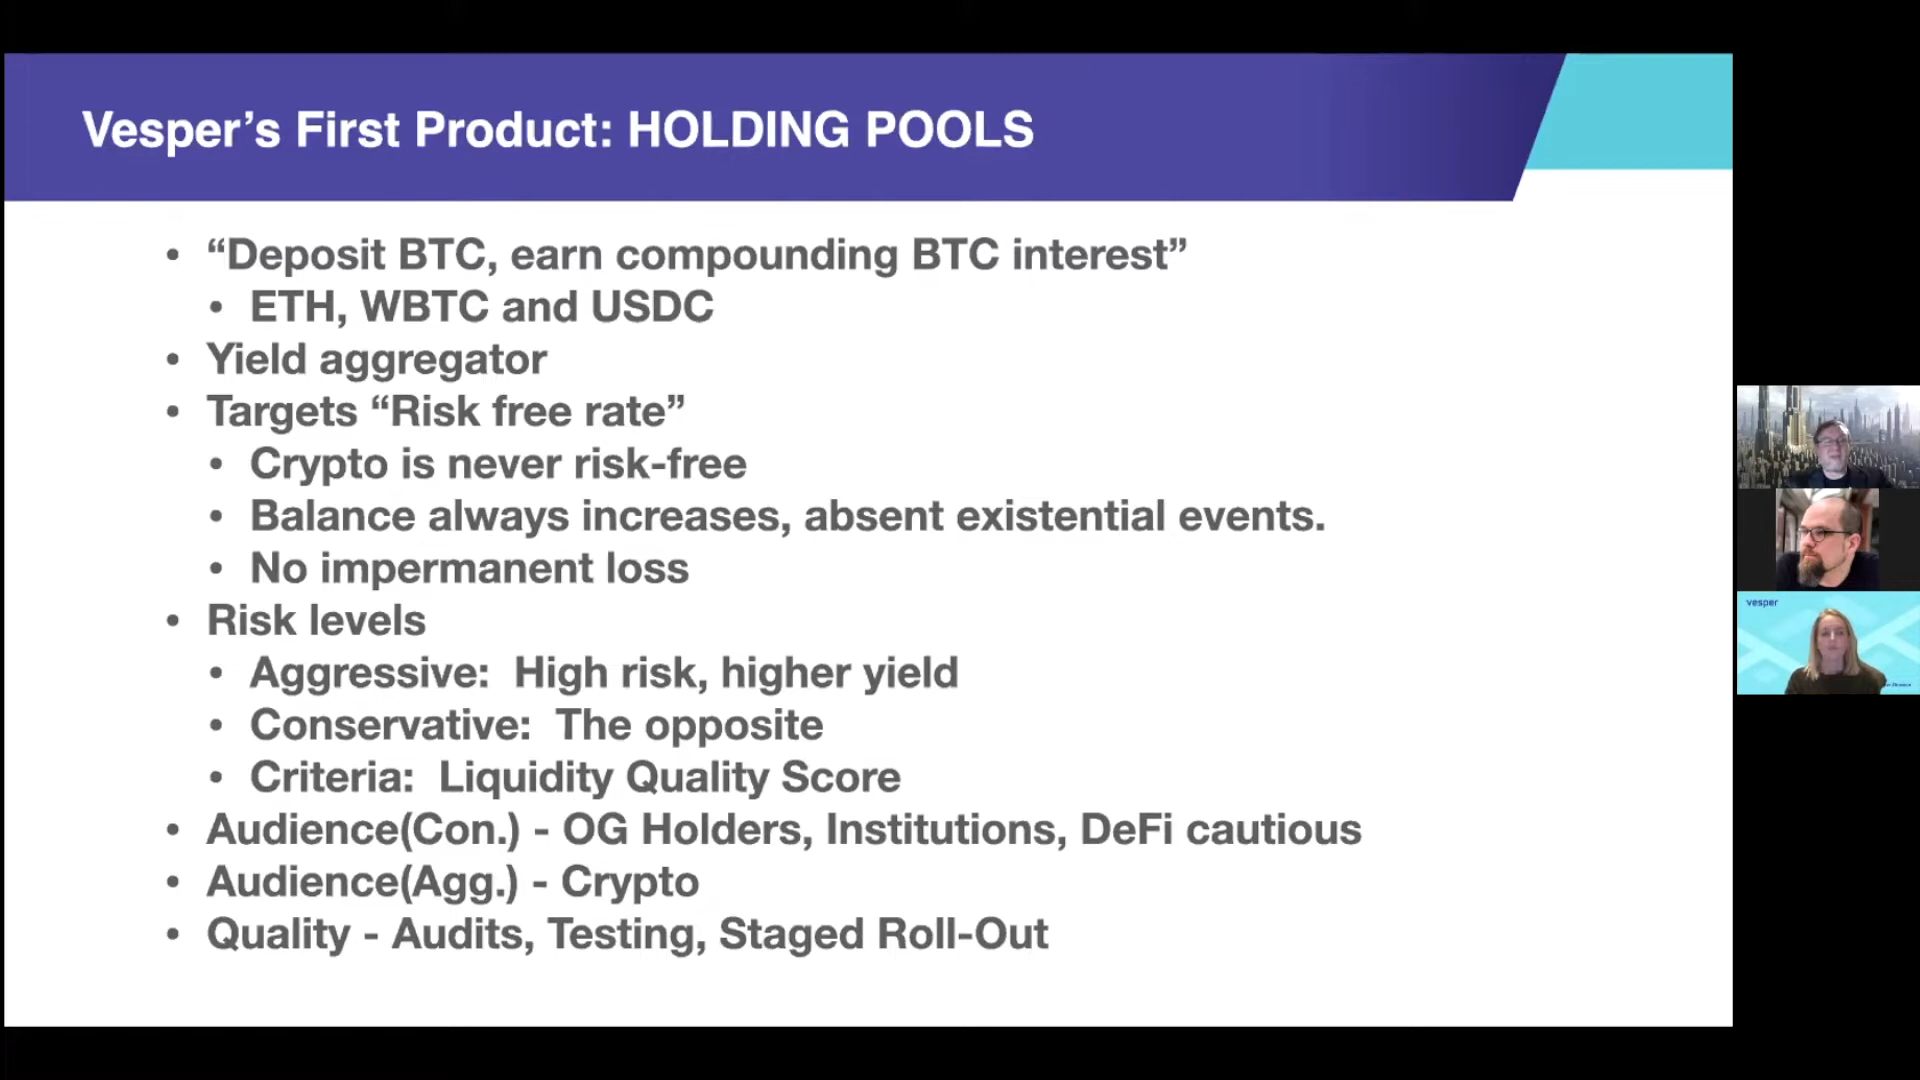 Vesper’s First Product: HOLDING POOLS
• “Deposit BTC, earn compounding BTC interest”
• ETH, WBTC and USDC
• Yield aggregator
• Targets “Risk free rate”
• Crypto is never risk-free
• Balance always increases, absent existential events.
• No impermanent loss
• Risk levels
• Aggressive:  High risk, higher yield
• Conservative:  The opposite
• Criteria:  Liquidity Quality Score
• Audience(Con.) - OG Holders, Institutions, DeFi cautious
• Audience(Agg.) - Crypto
• Quality - Audits, Testing, Staged Roll-Out
vesper